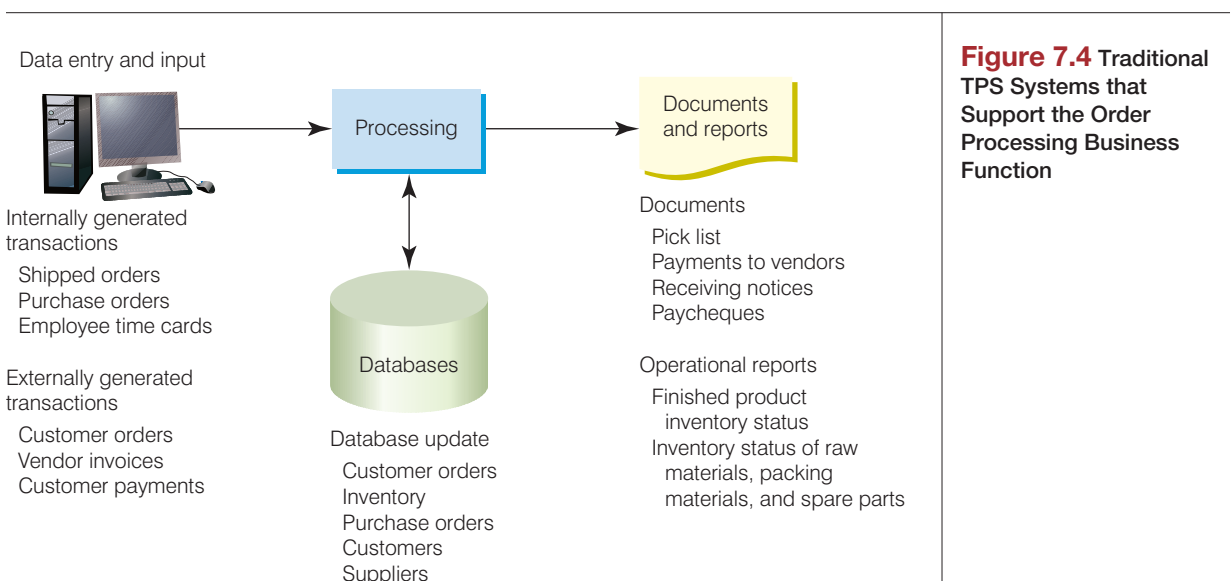 Data entry and input
Internally generated
transactions
Shipped orders
Purchase orders
Employee time cards
Externally generated
transactions
Customer orders
Vendor invoices
Customer payments
Processing
Databases
Database update
Customer orders
Inventory
Purchase orders
Customers
Suppliers
Documents
and reports
Documents
Pick list
Payments to vendors
Receiving notices
Paycheques
Operational reports
Finished product
inventory status
Inventory status of raw
materials, packing
materials, and spare parts
Figure 7.4 Traditional
TPS Systems that
Support the Order
Processing Business
Function